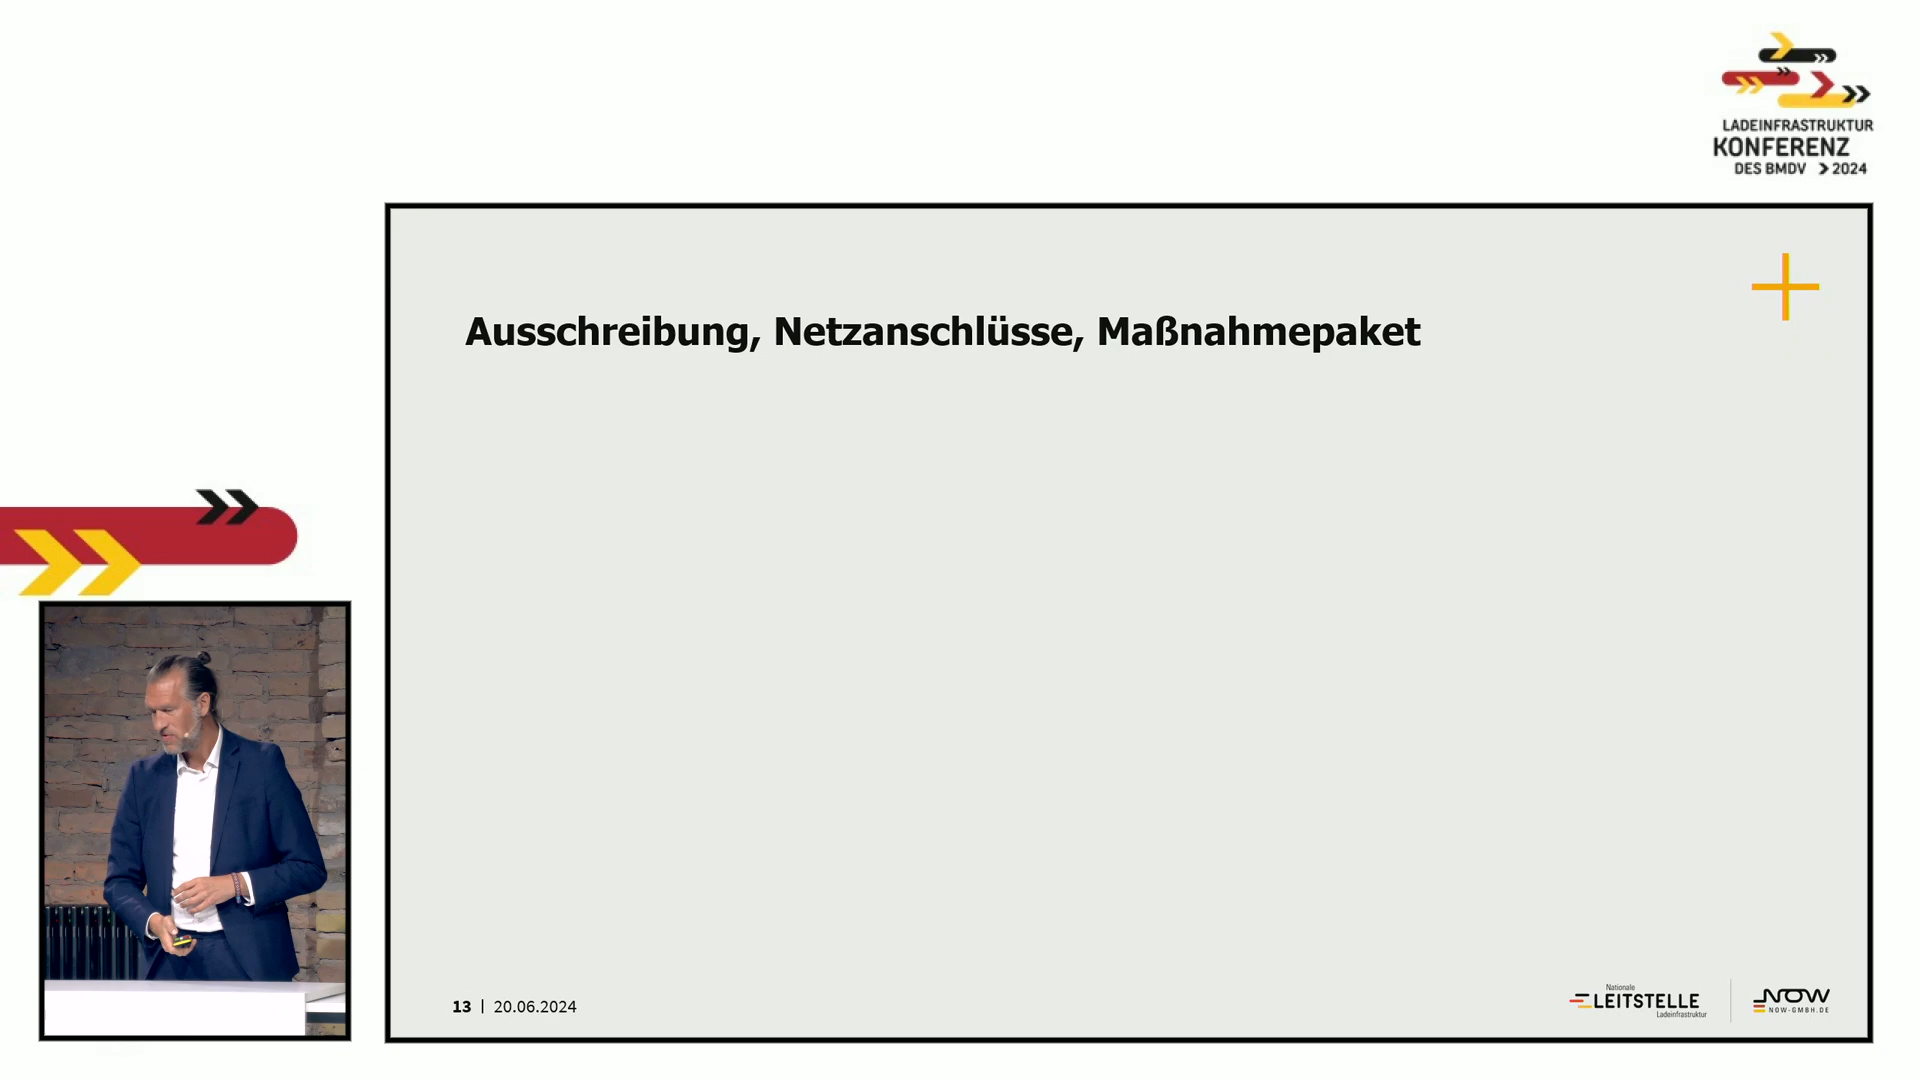 LADEINFRASTRUKTUR
KONFERENZ
DES BMDV 2024
Ausschreibung, Netzanschlüsse, Maßnahmepaket
13 | 20.06.2024
Nationale
LEITSTELLE
Ladeinfrastruktur
NOW
NOW-GMBH.DE